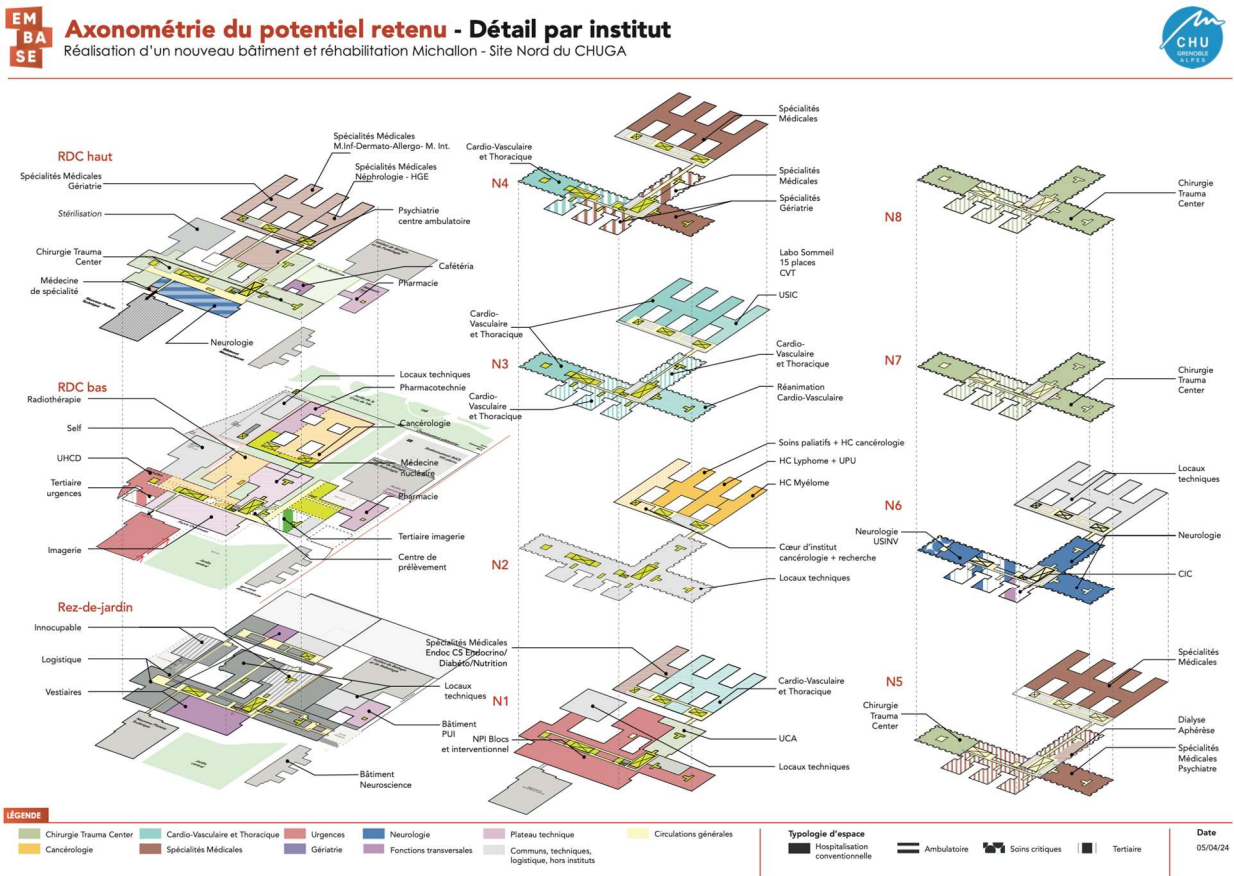 EM
BA
SE
Axonométrie du potentiel retenu - Détail par institut
Réalisation d'un nouveau bâtiment et réhabilitation Michallon - Site Nord du CHUGA
CHU
GRENOBLE
ALPES
RDC haut
Spécialités Médicales
M.Inf-Dermato-Allergo- M. Int.
Spécialités Médicales
Néphrologie - HGE
Spécialités Médicales
Gériatrie
Stérilisation
Psychiatrie
centre ambulatoire
Chirurgie Trauma
Center
Cafétéria
Médecine
de spécialité
Pharmacie
Neurologie
RDC bas
Locaux techniques
Pharmacotechnie
Radiothérapie
Self
Cancérologie
UHCD
Médecine
nucléaire
Tertiaire
urgences
Pharmacie
Imagerie
Tertiaire imagerie
Centre de
prélèvement
Rez-de-jardin
Innocupable
Logistique
Vestiaires
Locaux
techniques
Bâtiment
PUI
Bâtiment
Neuroscience
N4
Cardio-Vasculaire
et Thoracique
Spécialités
Médicales
Spécialités
Médicales
Spécialités
Gériatrie
Labo Sommeil
15 places
CVT
USIC
N3
Cardio-
Vasculaire
et Thoracique
Cardio-
Vasculaire
et Thoracique
Cardio-
Vasculaire
et Thoracique
Réanimation
Cardio-Vasculaire
N2
Soins paliatifs + HC cancérologie
HC Lyphome + UPU
HC Myélome
Cœur d'institut
cancérologie + recherche
Locaux techniques
N1
Spécialités Médicales
Endoc CS Endocrino/
Diabéto/Nutrition
Cardio-Vasculaire
et Thoracique
NPI Blocs
et interventionnel
UCA
Locaux techniques
N8
Chirurgie
Trauma
Center
N7
Chirurgie
Trauma
Center
N6
Locaux
techniques
Neurologie
USINV
Neurologie
CIC
N5
Spécialités
Médicales
Chirurgie
Trauma
Center
Dialyse
Aphérèse
Spécialités
Médicales
Psychiatre
LÉGENDE
Chirurgie Trauma Center
Cardio-Vasculaire et Thoracique
Urgences
Neurologie
Plateau technique
Circulations générales
Cancérologie
Spécialités Médicales
Gériatrie
Fonctions transversales
Communs, techniques,
logistique, hors instituts
Typologie d'espace
Hospitalisation
conventionnelle
Ambulatoire
Soins critiques
Tertiaire
Date
05/04/24